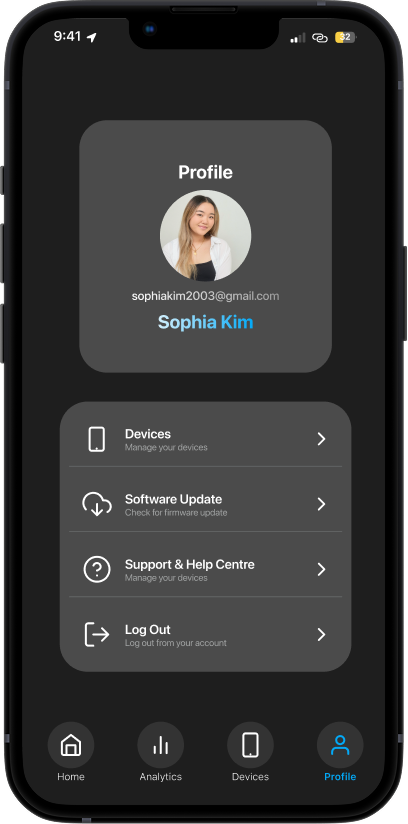 9:41
32
Profile
sophiakim2003@gmail.com
Sophia Kim
Devices
Manage your devices
Software Update
Check for firmware update
Support & Help Centre
Manage your devices
Log Out
Log out from your account
Home
Analytics
Devices
Profile